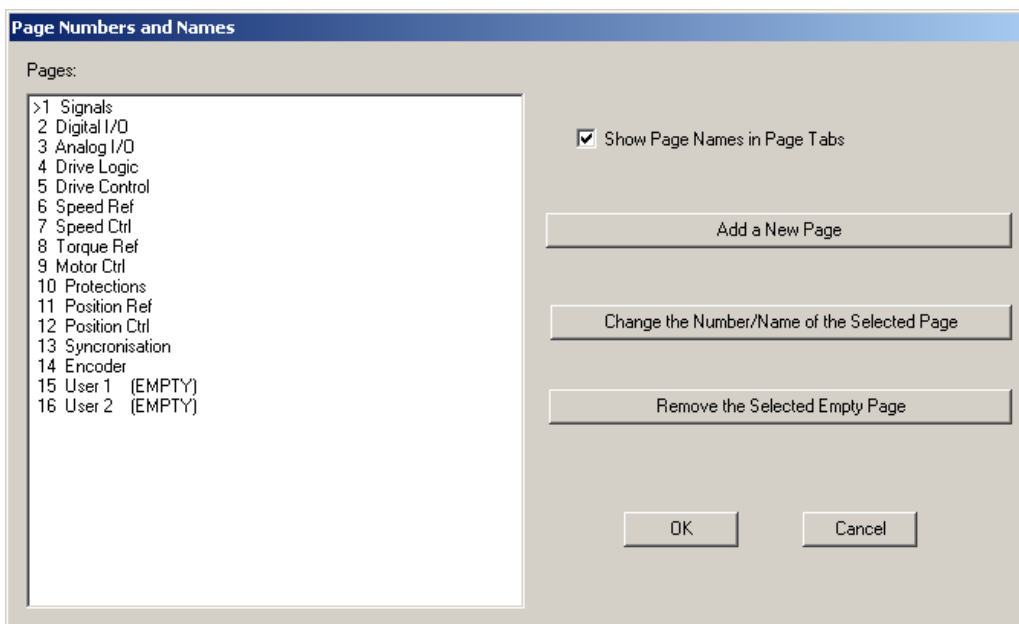 Page Numbers and Names
Pages:
>1 Signals
2 Digital I/O
3 Analog I/O
4 Drive Logic
5 Drive Control
6 Speed Ref
7 Speed Ctrl
8 Torque Ref
9 Motor Ctrl
10 Protections
11 Position Ref
12 Position Ctrl
13 Syncronisation
14 Encoder
15 User 1 (EMPTY)
16 User 2 (EMPTY)
Show Page Names in Page Tabs
Add a New Page
Change the Number/Name of the Selected Page
Remove the Selected Empty Page
OK
Cancel